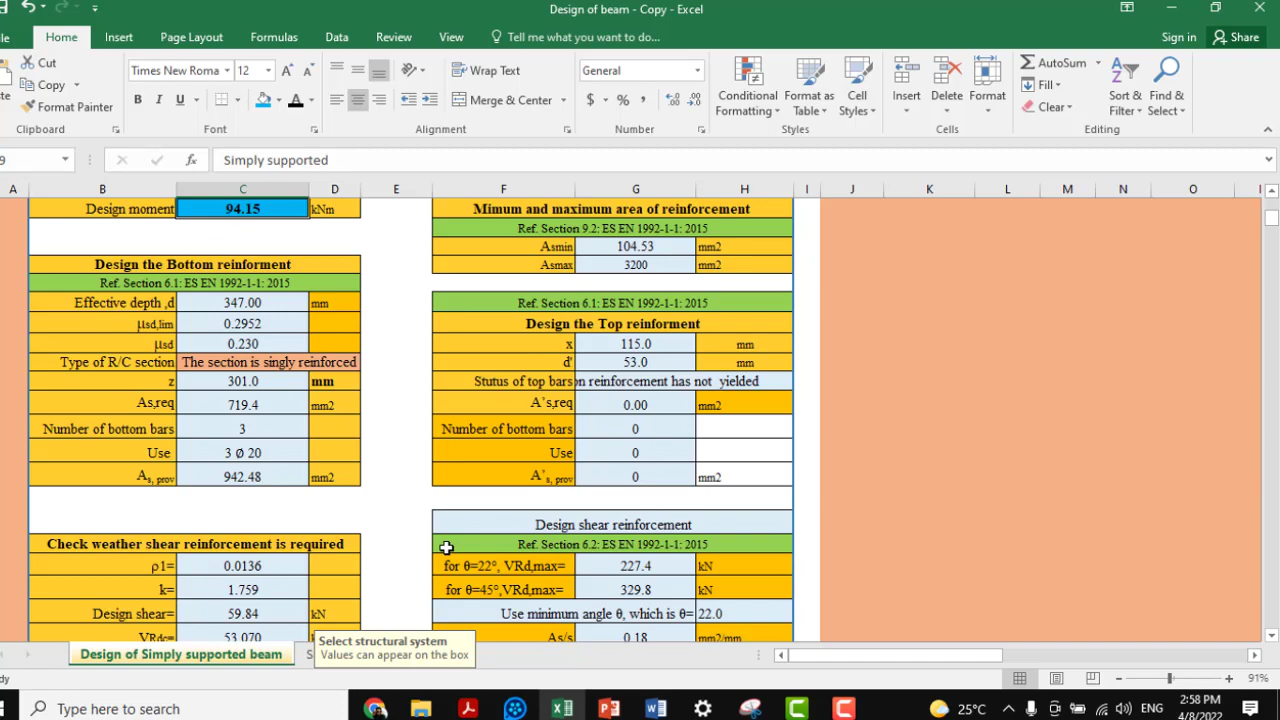 Design of beam - Copy - Excel
Home Insert Page Layout Formulas Data Review View Tell me what you want to do... Sign in Share
Cut
Copy
Format Painter
Clipboard
Times New Roma 12
B I U
Font
Wrap Text
Merge & Center
Alignment
General
$ % ,
Number
Conditional Formatting
Format as Table
Cell Styles
Styles
Insert Delete Format
Cells
AutoSum
Fill
Clear
Sort & Filter
Find & Select
Editing
9 fx Simply supported
A B C D E F G H I J K L M N O
Design moment 94.15 kNm
Design the Bottom reinforment
Ref. Section 6.1: ES EN 1992-1-1: 2015
Effective depth ,d 347.00 mm
μsd,lim 0.2952
μsd 0.230
Type of R/C section The section is singly reinforced
z 301.0 mm
As,req 719.4 mm2
Number of bottom bars 3
Use 3 Ø 20
As, prov 942.48 mm2
Check weather shear reinforcement is required
ρ1= 0.0136
k= 1.759
Design shear= 59.84 kN
VRdc= 53.070
Mimum and maximum area of reinforcement
Ref. Section 9.2: ES EN 1992-1-1: 2015
Asmin 104.53 mm2
Asmax 3200 mm2
Ref. Section 6.1: ES EN 1992-1-1: 2015
Design the Top reinforment
x 115.0 mm
d' 53.0 mm
Stutus of top bars on reinforcement has not yielded
A's,req 0.00 mm2
Number of bottom bars 0
Use 0
A's, prov 0 mm2
Design shear reinforcement
Ref. Section 6.2: ES EN 1992-1-1: 2015
for θ=22°, VRd,max= 227.4 kN
for θ=45°,VRd,max= 329.8 kN
Use minimum angle θ, which is θ= 22.0
As/s 0.18 mm2/mm
Select structural system
Values can appear on the box
Design of Simply supported beam S
dy
91%
Type here to search
25°C
2:58 PM
4/8/2022